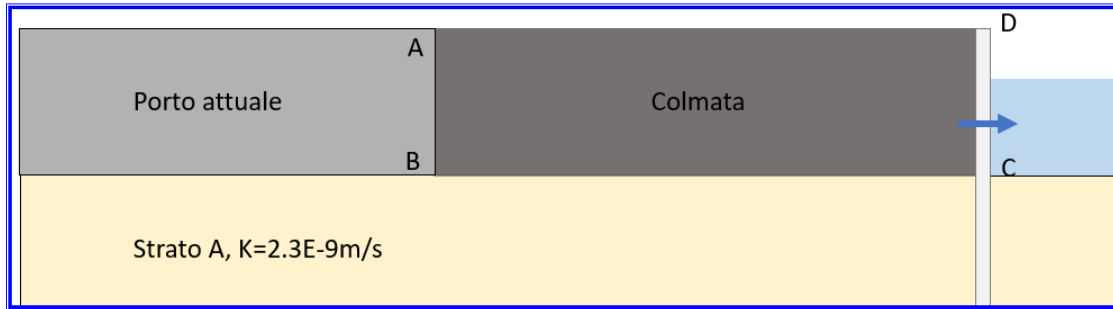 D
A
Porto attuale
Colmata
B
C
Strato A, K=2.3E-9m/s